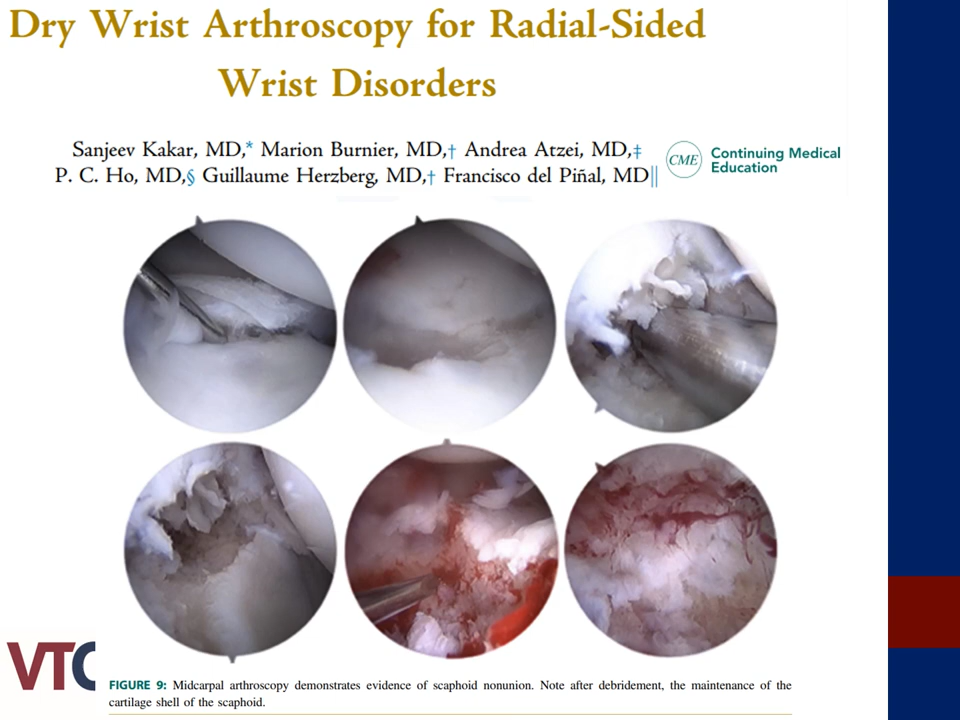 Dry Wrist Arthroscopy for Radial-Sided
Wrist Disorders
Sanjeev Kakar, MD,* Marion Burnier, MD,† Andrea Atzei, MD,‡
P. C. Ho, MD,§ Guillaume Herzberg, MD,† Francisco del Piñal, MD||
CME Continuing Medical
Education
VTC
FIGURE 9: Midcarpal arthroscopy demonstrates evidence of scaphoid nonunion. Note after debridement, the maintenance of the
cartilage shell of the scaphoid.